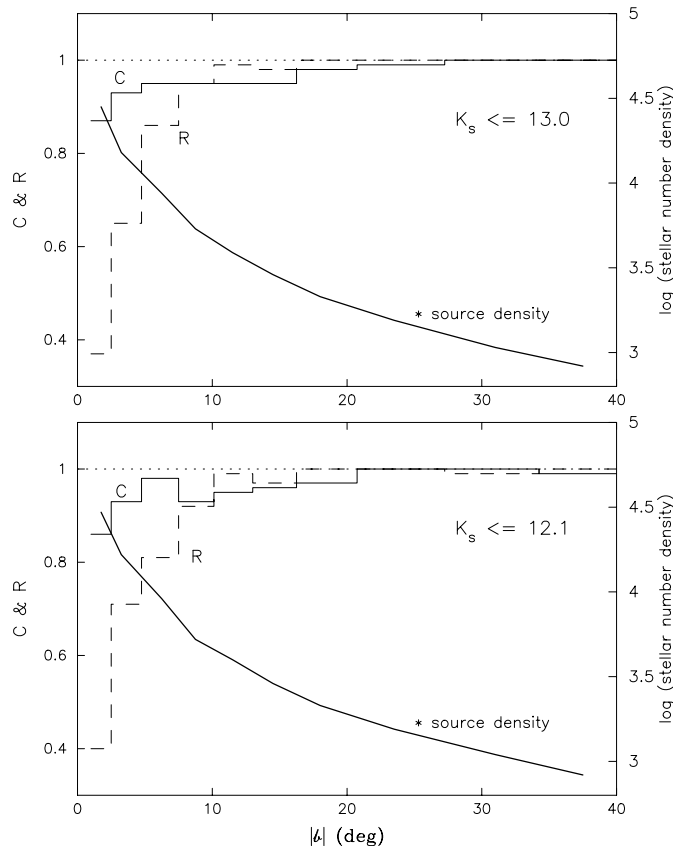 5
1
C
4.5
K_s <= 13.0
R
0.8
4
C & R
log (stellar number density)
0.6
3.5
* source density
0.4
3
0 10 20 30 40
5
1
C
4.5
K_s <= 12.1
R
0.8
4
C & R
log (stellar number density)
0.6
3.5
* source density
0.4
3
0 10 20 30 40
|b| (deg)